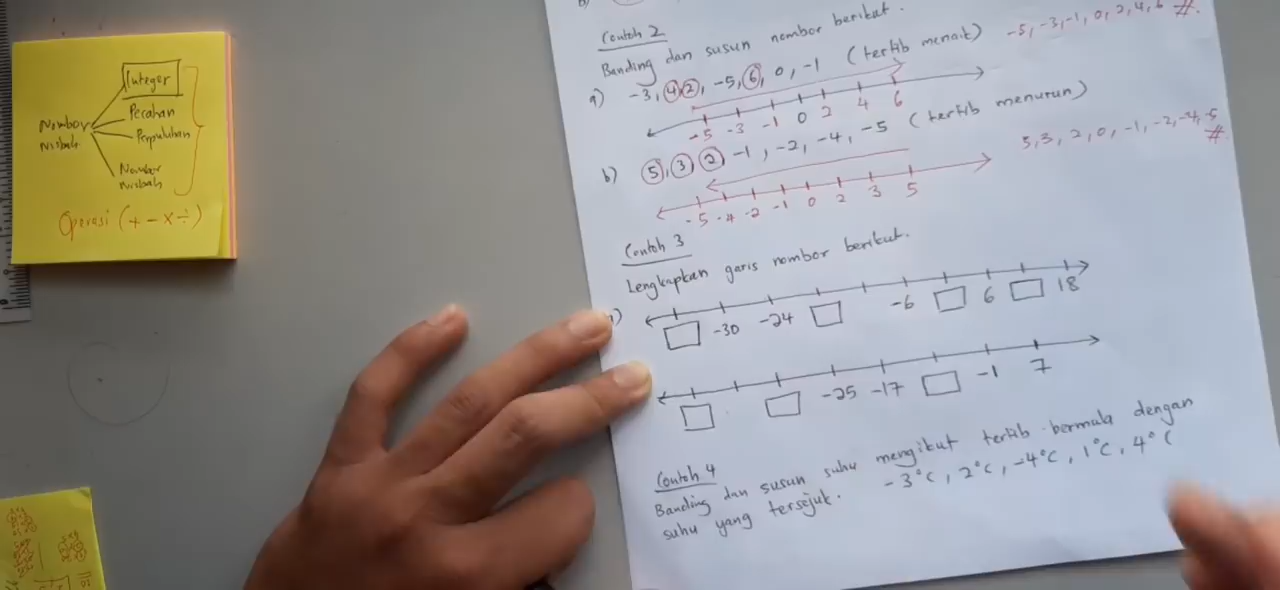 Integer
Nombor
Nisbah
Pecahan
Perpuluhan
Nombor
Nisbah
Operasi (+ - x ÷)
Contoh 2
Banding dan susun nombor berikut.
a) -3, 4, 2, -5, 6, 0, -1 (tertib menaik) -5, -3, -1, 0, 2, 4, 6 #
-5 -3 -1 0 2 4 6
b) 5, 3, 2, -1, -2, -4, -5 (tertib menurun) 5, 3, 2, 0, -1, -2, -4, -5 #
-5 -4 -2 -1 0 2 3 5
Contoh 3
Lengkapkan garis nombor berikut.
-30 -24 -6 6 18
-25 -17 -1 7
Contoh 4
Banding dan susun suhu mengikut tertib bermula dengan
suhu yang tersejuk. -3°C, 2°C, -4°C, 1°C, 4°C